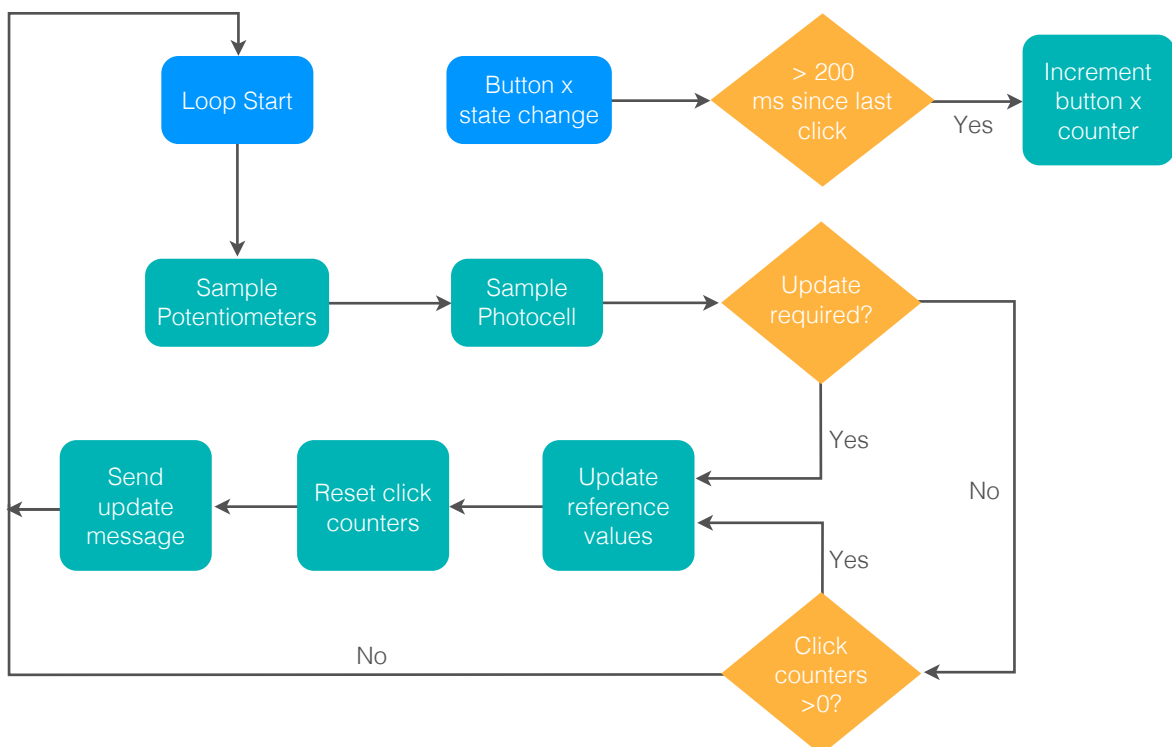 Loop Start
Button x
state change
> 200
ms since last
click
Yes
Increment
button x
counter
Sample
Potentiometers
Sample
Photocell
Update
required?
Yes
No
Send
update
message
Reset click
counters
Update
reference
values
Yes
No
Click
counters
>0?